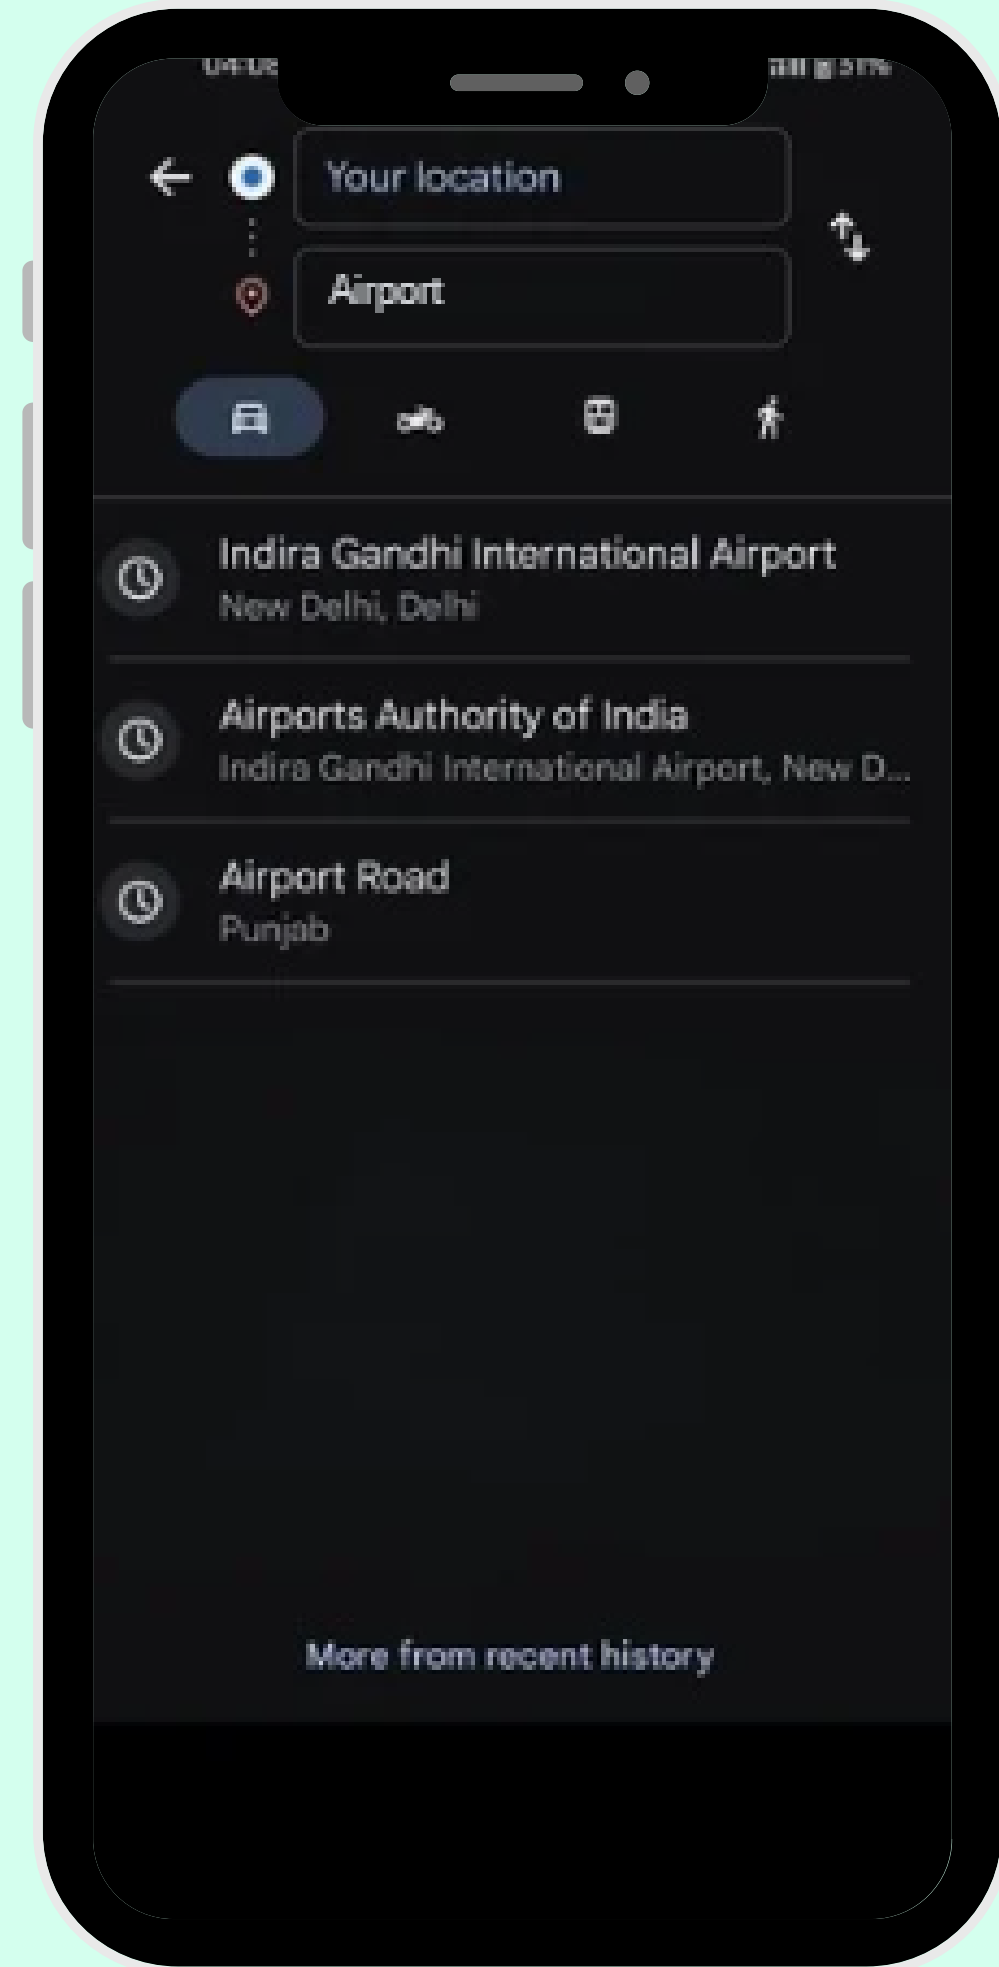 Your location
Airport
Indira Gandhi International Airport
New Delhi, Delhi
Airports Authority of India
Indira Gandhi International Airport, New D...
Airport Road
Punjab
More from recent history